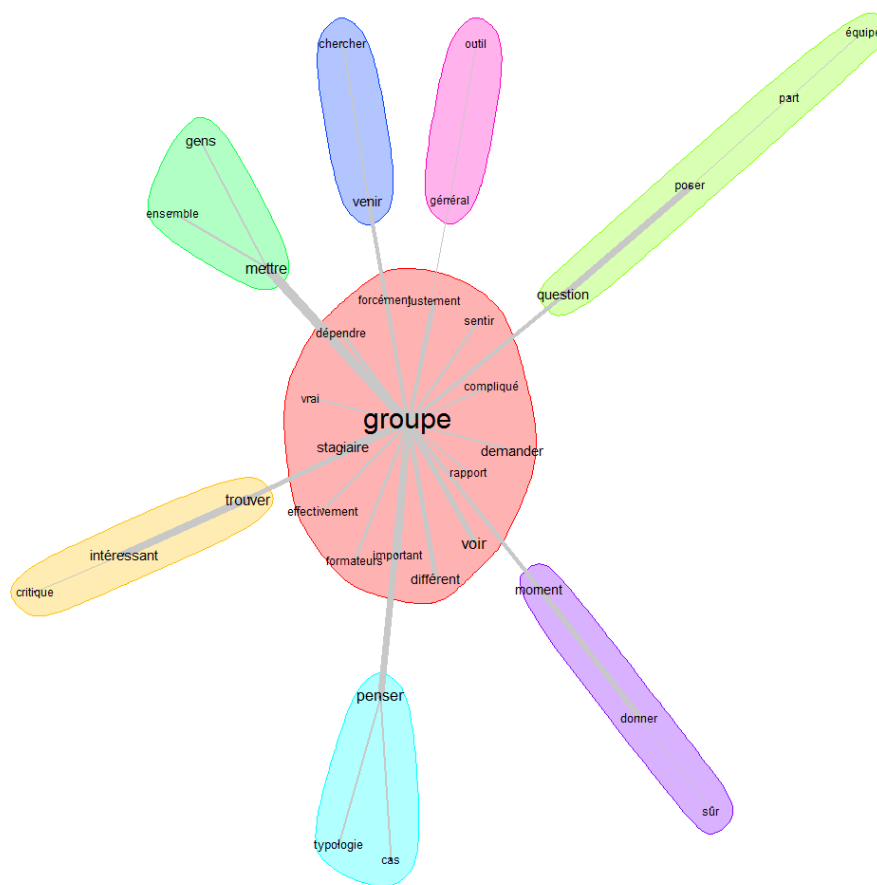 équipe
chercher
outil
part
gens
poser
venir
général
ensemble
mettre
question
forcément
justement
sentir
dépendre
compliqué
vrai
groupe
stagiaire
demander
rapport
trouver
effectivement
voir
intéressant
formateurs
important
différent
critique
moment
penser
donner
sûr
typologie
cas